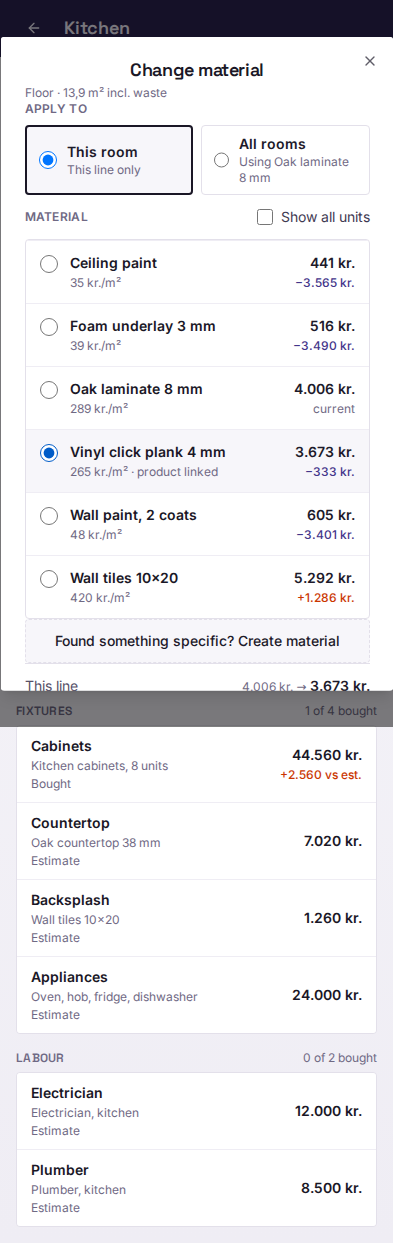 Kitchen
Change material
Floor · 13,9 m² incl. waste
APPLY TO
This room
This line only
All rooms
Using Oak laminate
8 mm
MATERIAL
Show all units
Ceiling paint
441 kr.
35 kr./m²
−3.565 kr.
Foam underlay 3 mm
516 kr.
39 kr./m²
−3.490 kr.
Oak laminate 8 mm
4.006 kr.
289 kr./m²
current
Vinyl click plank 4 mm
3.673 kr.
265 kr./m² · product linked
−333 kr.
Wall paint, 2 coats
605 kr.
48 kr./m²
−3.401 kr.
Wall tiles 10×20
5.292 kr.
420 kr./m²
+1.286 kr.
Found something specific? Create material
This line
4.006 kr. → 3.673 kr.
FIXTURES
1 of 4 bought
Cabinets
Kitchen cabinets, 8 units
Bought
44.560 kr.
+2.560 vs est.
Countertop
Oak countertop 38 mm
Estimate
7.020 kr.
Backsplash
Wall tiles 10×20
Estimate
1.260 kr.
Appliances
Oven, hob, fridge, dishwasher
Estimate
24.000 kr.
LABOUR
0 of 2 bought
Electrician
Electrician, kitchen
Estimate
12.000 kr.
Plumber
Plumber, kitchen
Estimate
8.500 kr.